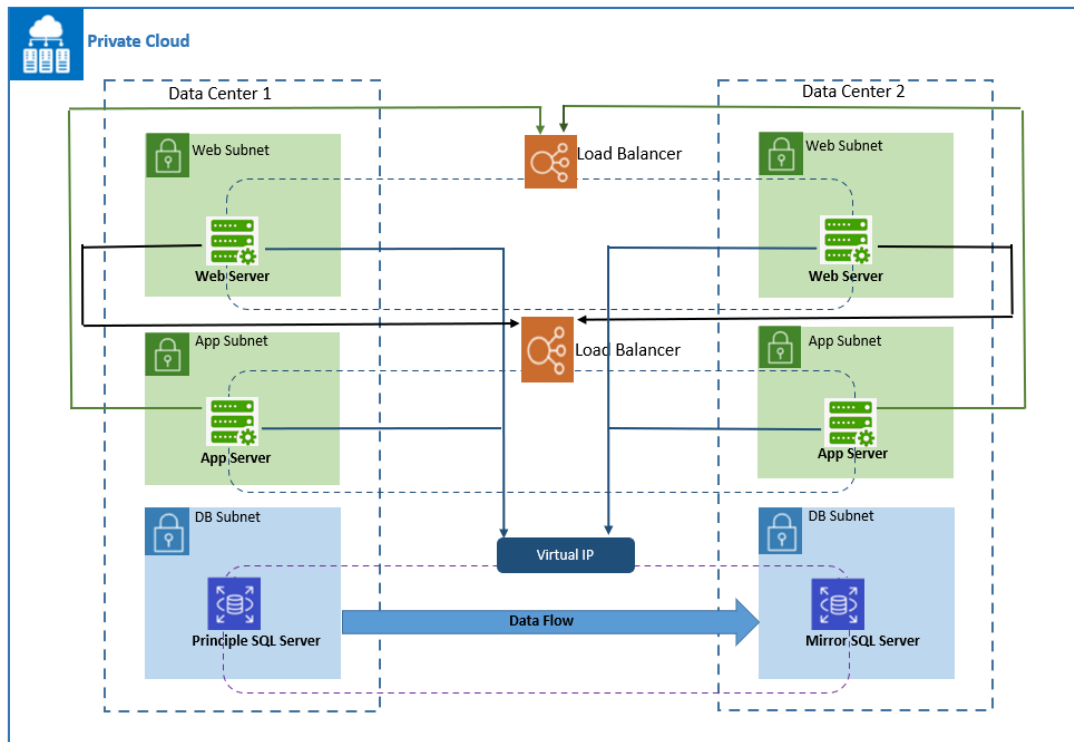 Private Cloud
Data Center 1
Data Center 2
Web Subnet
Load Balancer
Web Subnet
Web Server
Web Server
App Subnet
Load Balancer
App Subnet
App Server
App Server
DB Subnet
Virtual IP
DB Subnet
Principle SQL Server
Data Flow
Mirror SQL Server